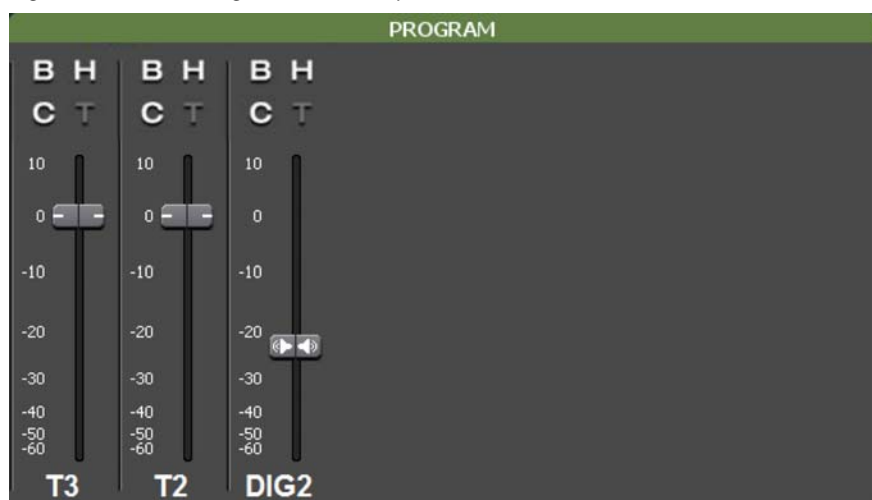 PROGRAM
B H B H B H
C T C T C T
10 10 10
0 0 0
-10 -10 -10
-20 -20 -20
-30 -30 -30
-40 -40 -40
-50 -50 -50
-60 -60 -60
T3 T2 DIG2